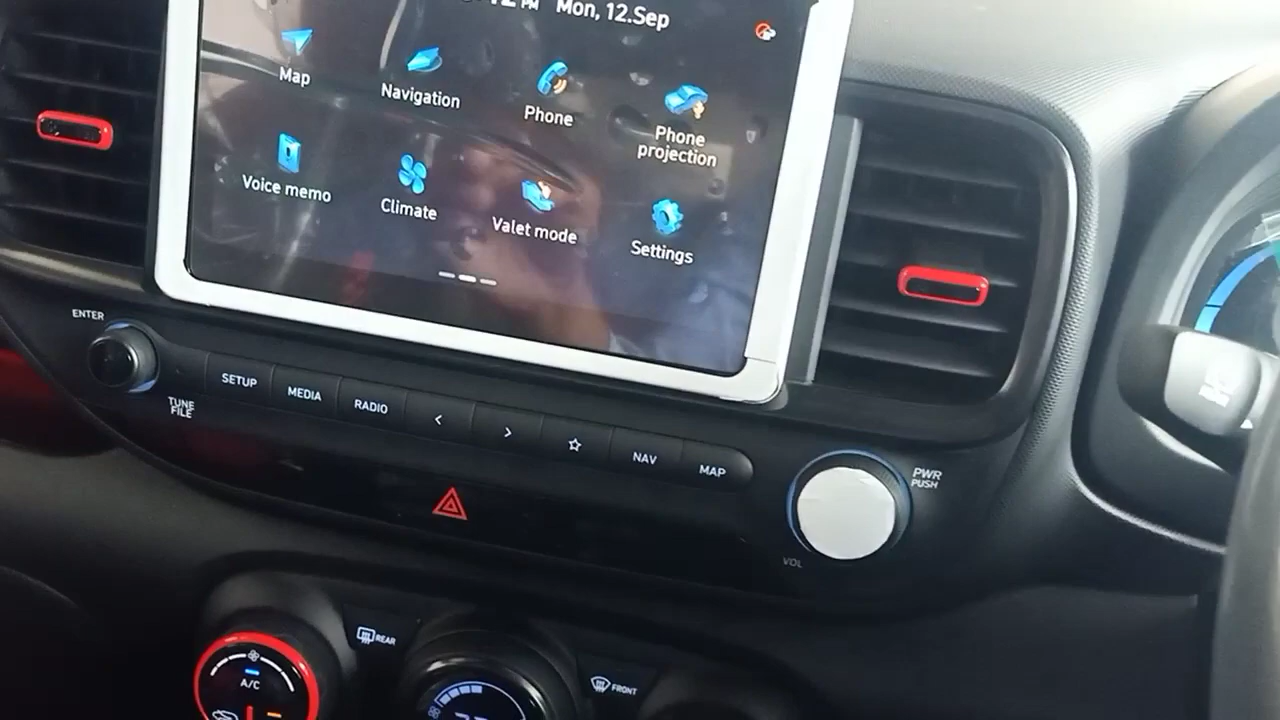 Mon, 12.Sep
Map
Navigation
Phone
Phone
projection
Voice memo
Climate
Valet mode
Settings
ENTER
TUNE
FILE
SETUP
MEDIA
RADIO
<
>
☆
NAV
MAP
PWR
PUSH
VOL
REAR
FRONT
A/C